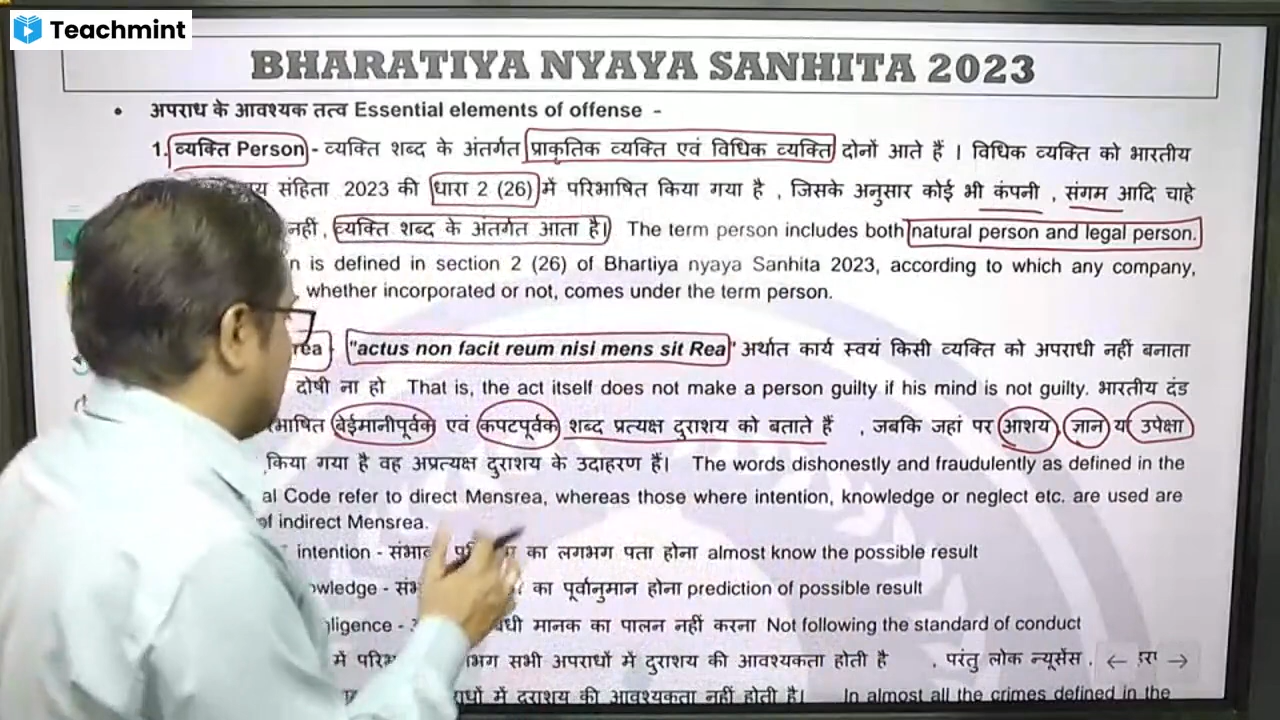 Teachmint
BHARATIYA NYAYA SANHITA 2023
• अपराध के आवश्यक तत्व Essential elements of offense -
1. व्यक्ति Person - व्यक्ति शब्द के अंतर्गत प्राकृतिक व्यक्ति एवं विधिक व्यक्ति दोनों आते हैं । विधिक व्यक्ति को भारतीय
संहिता 2023 की धारा 2 (26) में परिभाषित किया गया है , जिसके अनुसार कोई भी कंपनी , संगम आदि चाहे
नहीं , व्यक्ति शब्द के अंतर्गत आता है। The term person includes both natural person and legal person.
is defined in section 2 (26) of Bhartiya nyaya Sanhita 2023, according to which any company,
whether incorporated or not, comes under the term person.
"actus non facit reum nisi mens sit Rea" अर्थात कार्य स्वयं किसी व्यक्ति को अपराधी नहीं बनाता
दोषी ना हो That is, the act itself does not make a person guilty if his mind is not guilty. भारतीय दंड
बेईमानीपूर्वक एवं कपटपूर्वक शब्द प्रत्यक्ष दुराशय को बताते हैं , जबकि जहां पर आशय, ज्ञान उपेक्षा
किया गया है वह अप्रत्यक्ष दुराशय के उदाहरण हैं। The words dishonestly and fraudulently as defined in the
Code refer to direct Mensrea, whereas those where intention, knowledge or neglect etc. are used are
of indirect Mensrea.
intention - का लगभग पता होना almost know the possible result
- का पूर्वानुमान होना prediction of possible result
- मानक का पालन नहीं करना Not following the standard of conduct
में सभी अपराधों में दुराशय की आवश्यकता होती है , परंतु लोक न्यूसेंस ,
में दुराशय की आवश्यकता नहीं होती है। In almost all the crimes defined in the